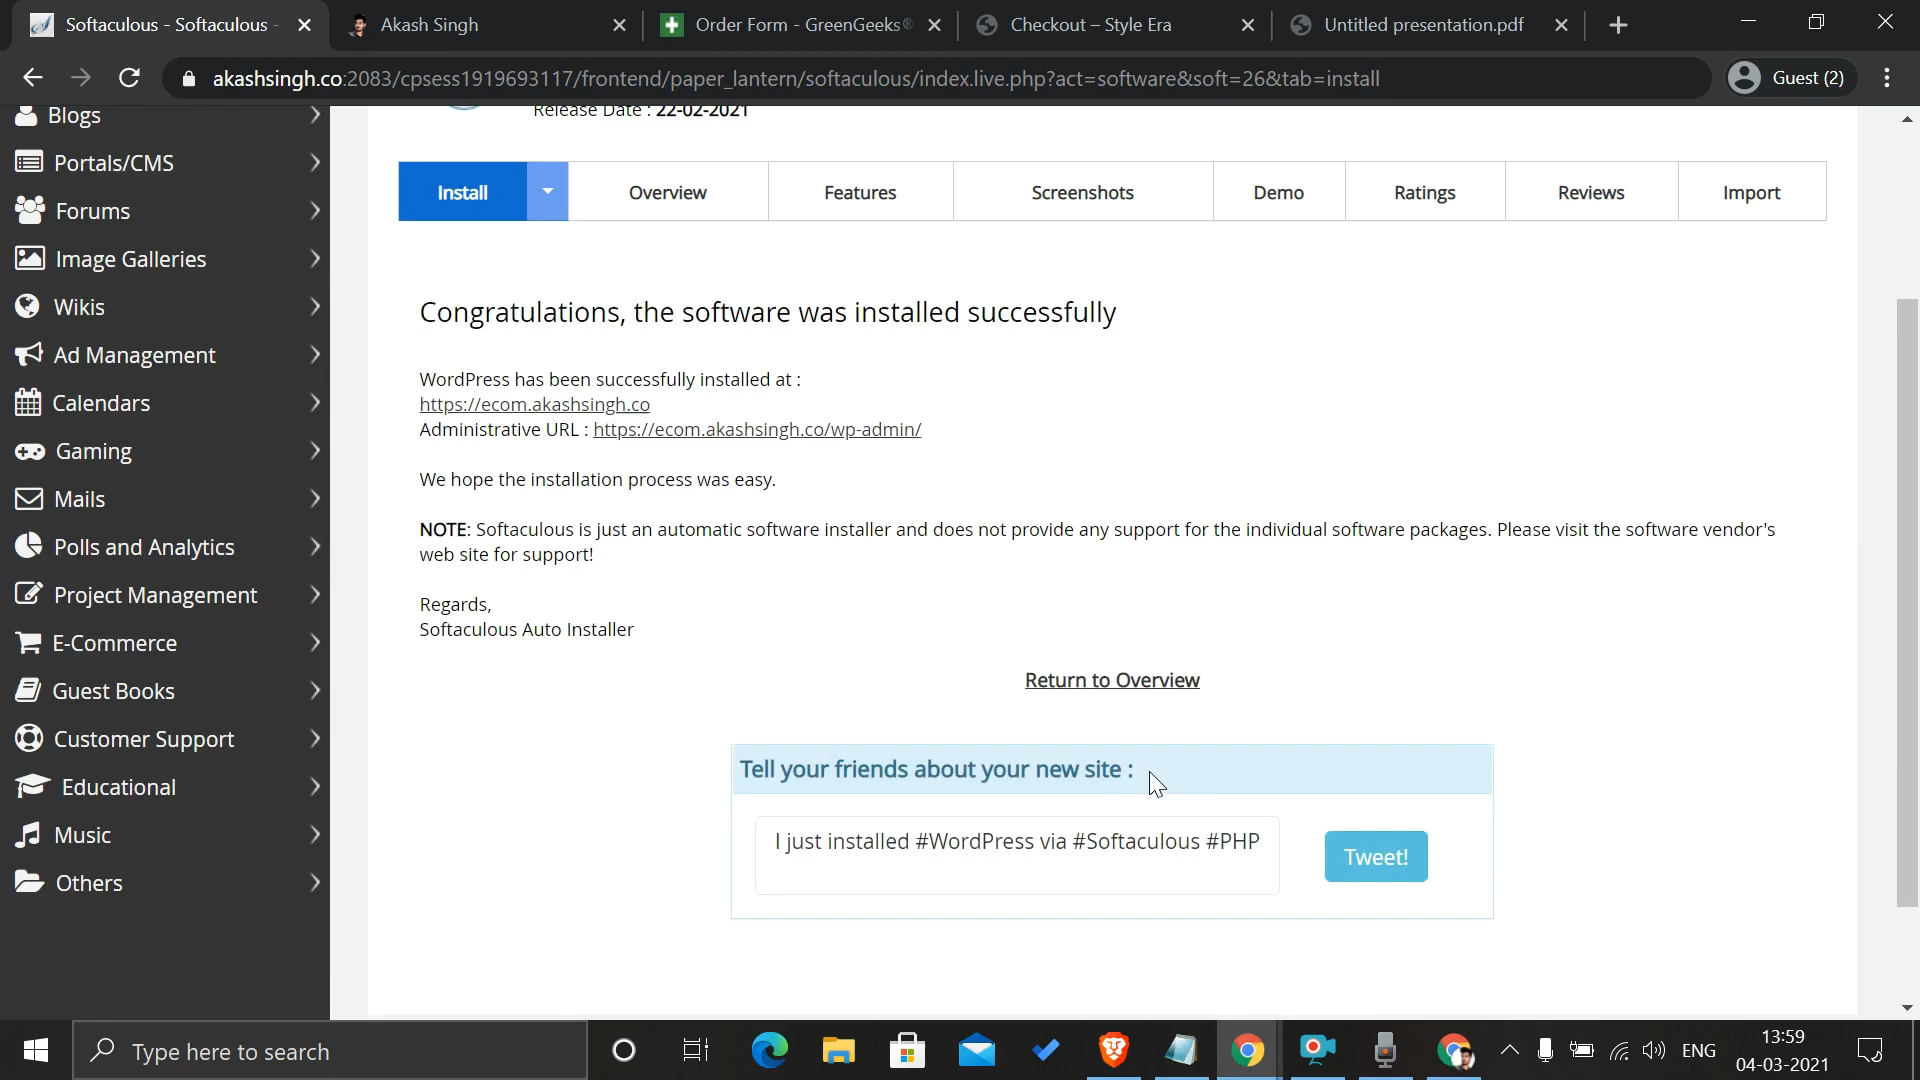 Softaculous - Softaculous -
Akash Singh
Order Form - GreenGeeks®
Checkout – Style Era
Untitled presentation.pdf
akashsingh.co:2083/cpsess1919693117/frontend/paper_lantern/softaculous/index.live.php?act=software&soft=26&tab=install
Guest (2)
Blogs
Portals/CMS
Forums
Image Galleries
Wikis
Ad Management
Calendars
Gaming
Mails
Polls and Analytics
Project Management
E-Commerce
Guest Books
Customer Support
Educational
Music
Others
Release Date : 22-02-2021
Install
Overview
Features
Screenshots
Demo
Ratings
Reviews
Import
Congratulations, the software was installed successfully
WordPress has been successfully installed at :
https://ecom.akashsingh.co
Administrative URL : https://ecom.akashsingh.co/wp-admin/
We hope the installation process was easy.
NOTE: Softaculous is just an automatic software installer and does not provide any support for the individual software packages. Please visit the software vendor's
web site for support!
Regards,
Softaculous Auto Installer
Return to Overview
Tell your friends about your new site :
I just installed #WordPress via #Softaculous #PHP
Tweet!
Type here to search
ENG
13:59
04-03-2021